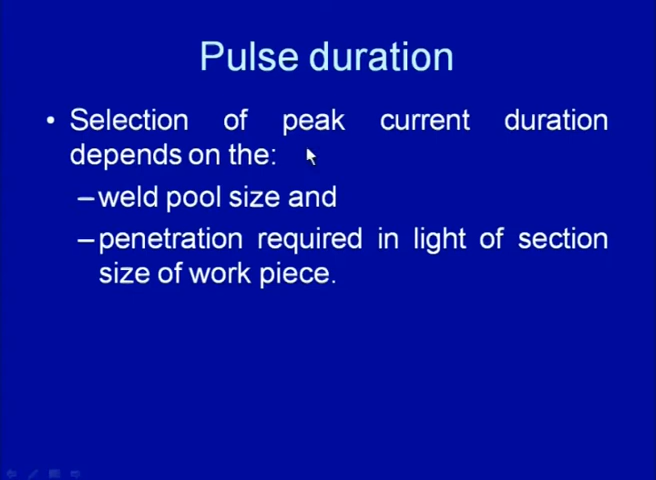 Pulse duration
• Selection of peak current duration
depends on the:
–weld pool size and
–penetration required in light of section
size of work piece.